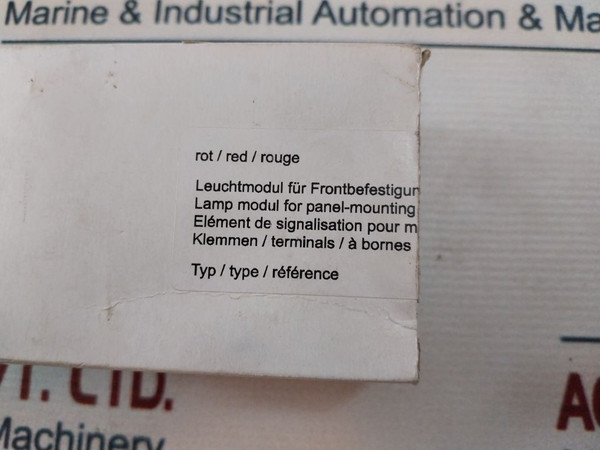 Marine & Industrial Automation & Ma
rot / red / rouge
Leuchtmodul für Frontbefestigun
Lamp modul for panel-mounting
Elément de signalisation pour m
Klemmen / terminals / à bornes
Typ / type / référence
LTD.
Machinery